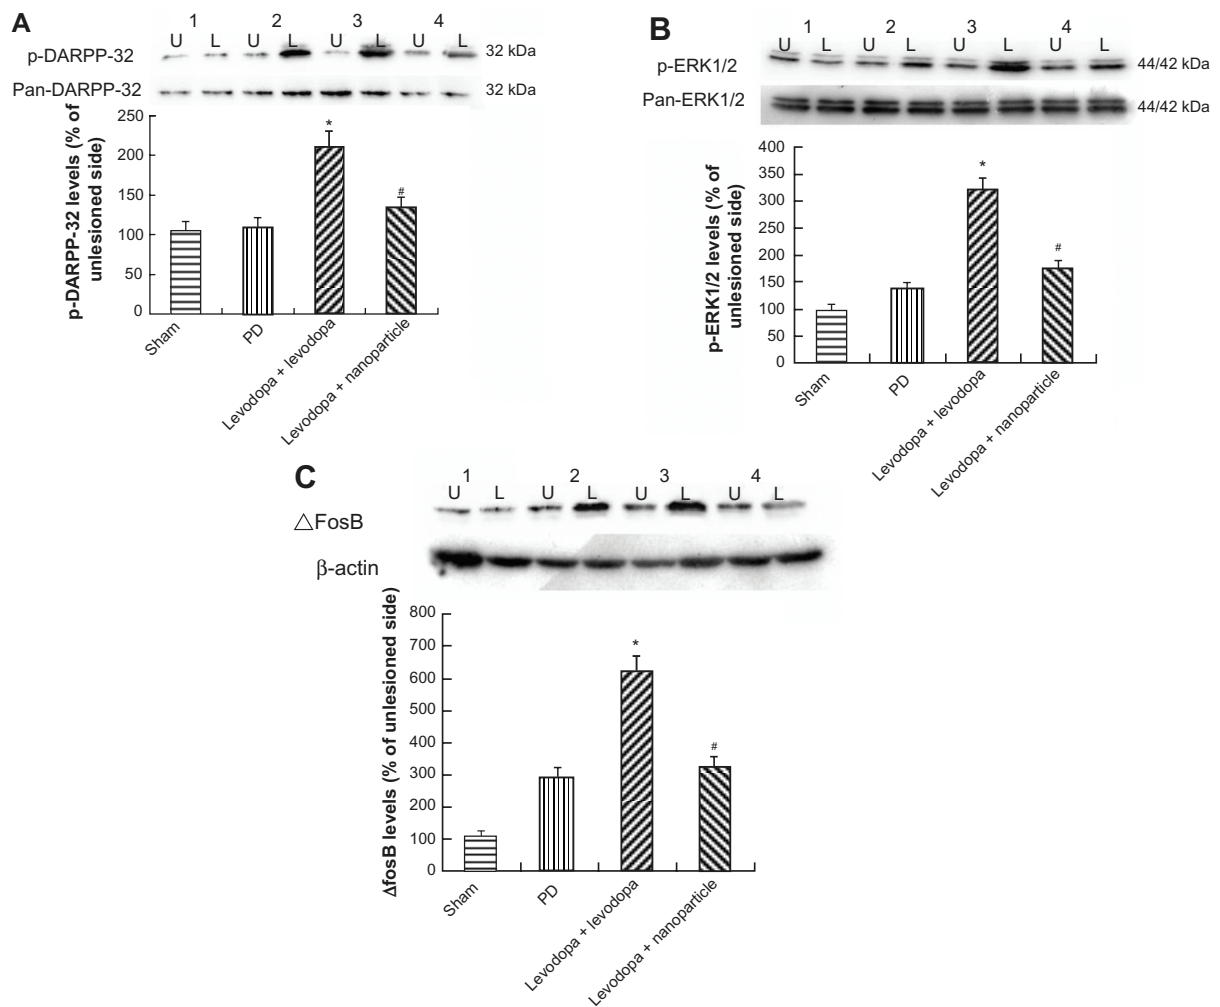 A
1 2 3 4
U L U L U L U L
p-DARPP-32
32 kDa
Pan-DARPP-32
32 kDa
p-DARPP-32 levels (% of
unlesioned side)
250
200
150
100
50
0
*
#
Sham
PD
Levodopa + levodopa
Levodopa + nanoparticle
B
1 2 3 4
U L U L U L U L
p-ERK1/2
44/42 kDa
Pan-ERK1/2
44/42 kDa
p-ERK1/2 levels (% of
unlesioned side)
400
350
300
250
200
150
100
50
0
*
#
Sham
PD
Levodopa + levodopa
Levodopa + nanoparticle
C
1 2 3 4
U L U L U L U L
△FosB
β-actin
ΔfosB levels (% of unlesioned side)
800
700
600
500
400
300
200
100
0
*
#
Sham
PD
Levodopa + levodopa
Levodopa + nanoparticle